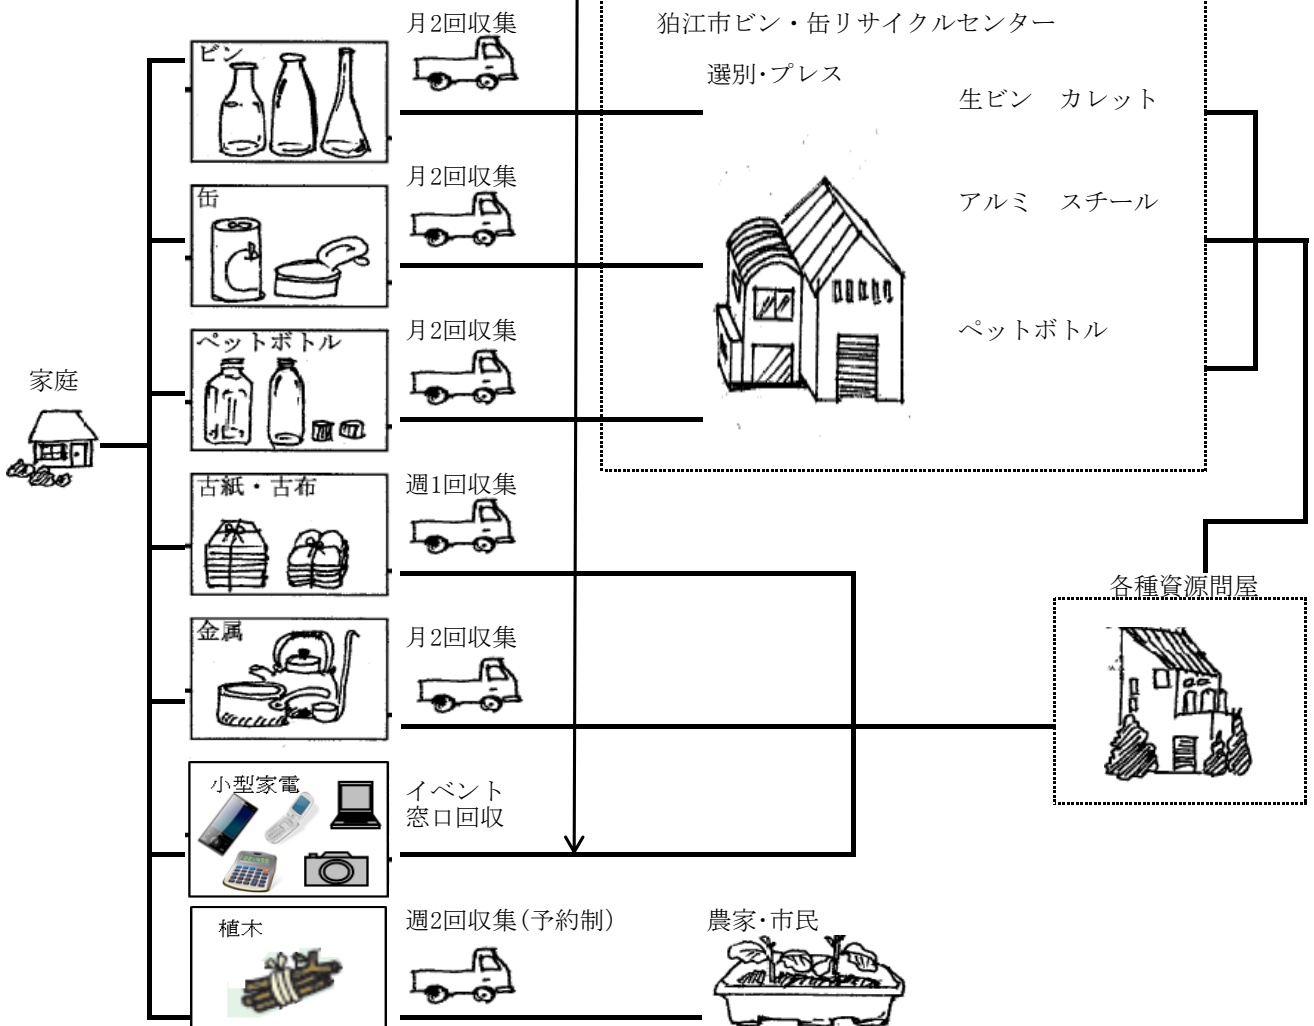 月2回収集
狛江市ビン・缶リサイクルセンター
ビン
選別・プレス
生ビン　カレット
月2回収集
缶
アルミ　スチール
月2回収集
ペットボトル
ペットボトル
家庭
週1回収集
古紙・古布
各種資源問屋
月2回収集
金属
小型家電
イベント
窓口回収
植木
週2回収集(予約制)
農家・市民